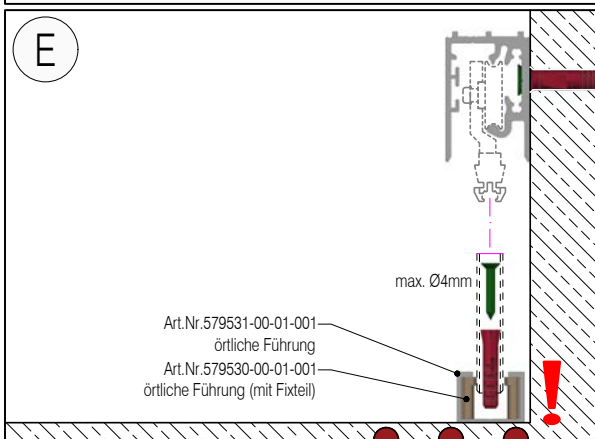 E
max. Ø4mm
Art.Nr.579531-00-01-001
örtliche Führung
Art.Nr.579530-00-01-001
örtliche Führung (mit Fixteil)
!